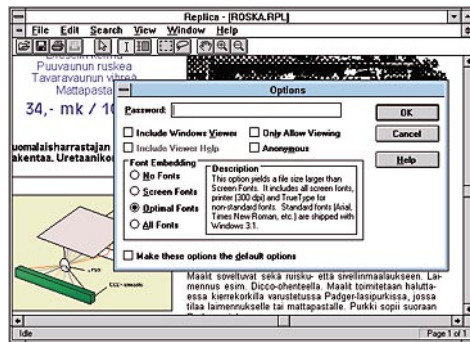 Replica - [ROSKA.RPL]
File Edit Search View Window Help
Puuvaunun ruskea
Tavaravaunun vihreä
Mattapasta
34,- mk / 10
uomalaisharrastajan
akentaa. Uretaaniko
Options
Password:
OK
Cancel
Help
Include Windows Viewer
Only Allow Viewing
Include Viewer Help
Anonymous
Font Embedding
No Fonts
Screen Fonts
Optimal Fonts
All Fonts
Description
This option yields a file size larger than
Screen Fonts. It includes all screen fonts,
printer (300 dpi) and TrueType for
non-standard fonts. Standard fonts (Arial,
Times New Roman, etc.) are shipped with
Windows 3.1.
Make these options the default options
Maalit soveltuvat sekä ruisku- että sivellinmaalaukseen. Lai-
mennus esim. Dicco-ohenteella. Maalit toimitetaan halutta-
essa kierrekorkilla varustetussa Padger-lasipurkissa, jossa
tilaa laimennukselle tai mattapastalle. Purkki sopii suoraan
Idle
Page 1 of 1